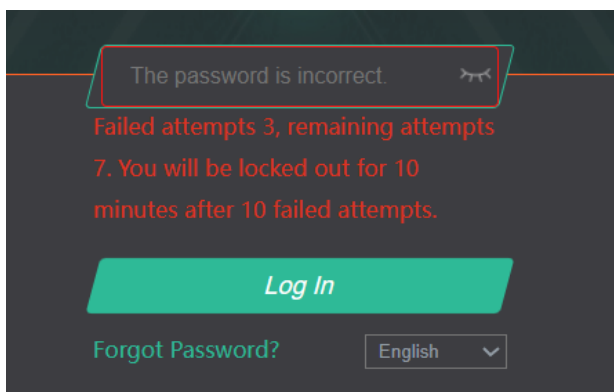 The password is incorrect.
Failed attempts 3, remaining attempts
7. You will be locked out for 10
minutes after 10 failed attempts.
Log In
Forgot Password?
English